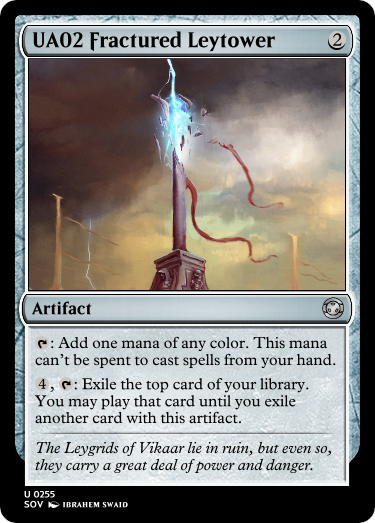 UA02 Fractured Leytower 2
Artifact
T: Add one mana of any color. This mana
can't be spent to cast spells from your hand.
4, T: Exile the top card of your library.
You may play that card until you exile
another card with this artifact.
The Leygrids of Vikaar lie in ruin, but even so,
they carry a great deal of power and danger.
U 0255
SOV IBRAHEM SWAID